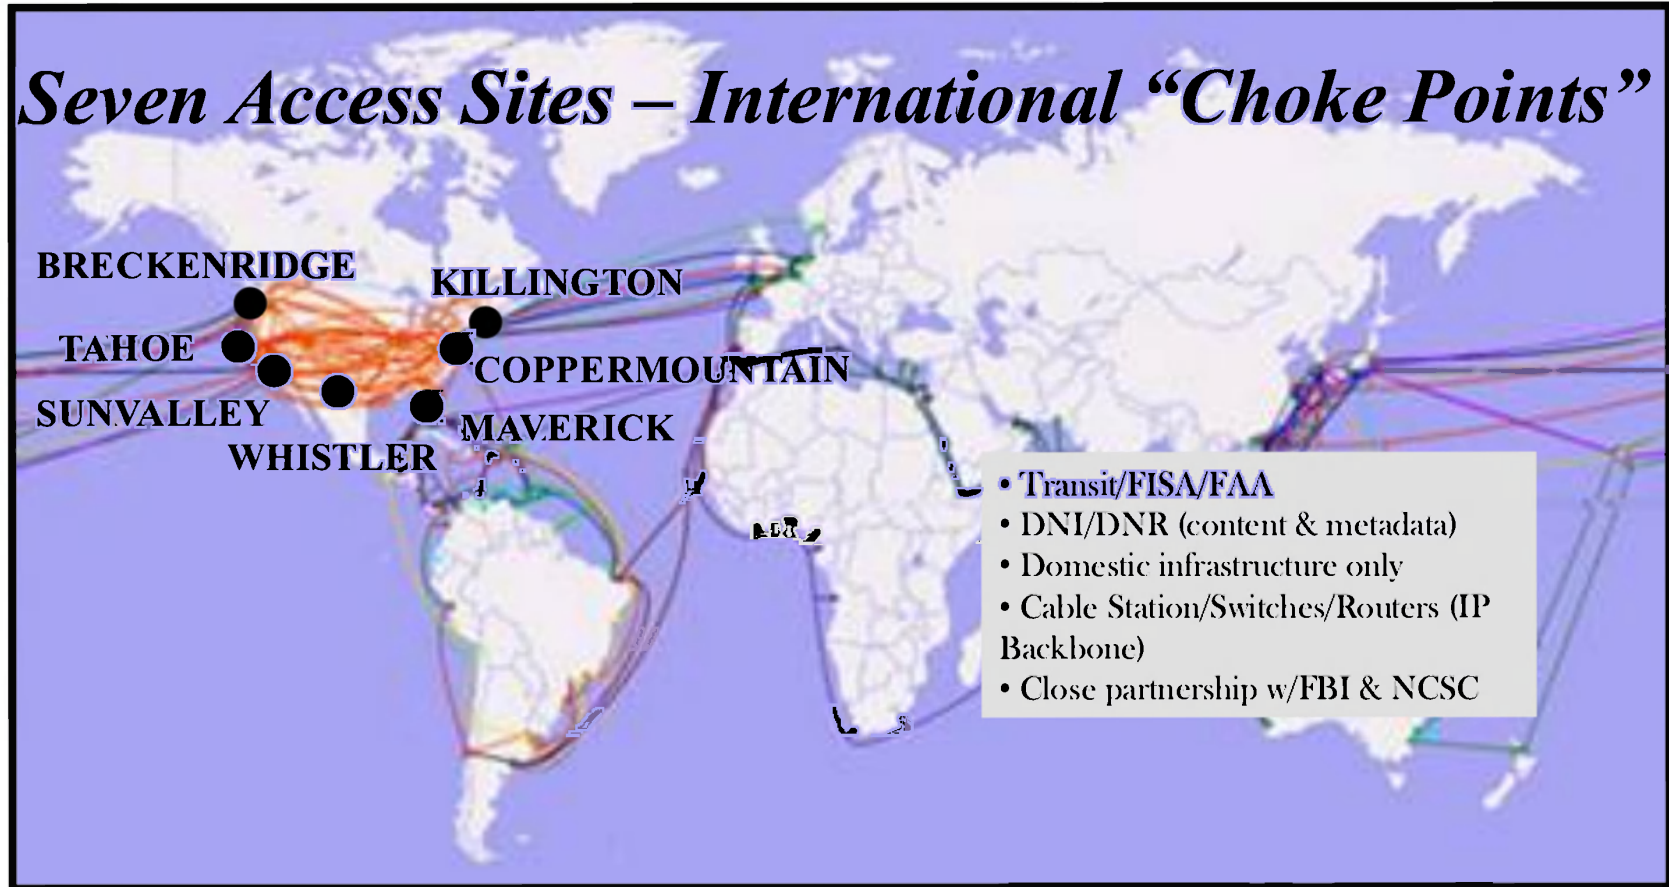 Seven Access Sites – International “Choke Points”
BRECKENRIDGE
KILLINGTON
TAHOE
COPPERMOUNTAIN
SUNVALLEY
MAVERICK
WHISTLER
• Transit/FISA/FAA
• DNI/DNR (content & metadata)
• Domestic infrastructure only
• Cable Station/Switches/Routers (IP
Backbone)
• Close partnership w/FBI & NCSC